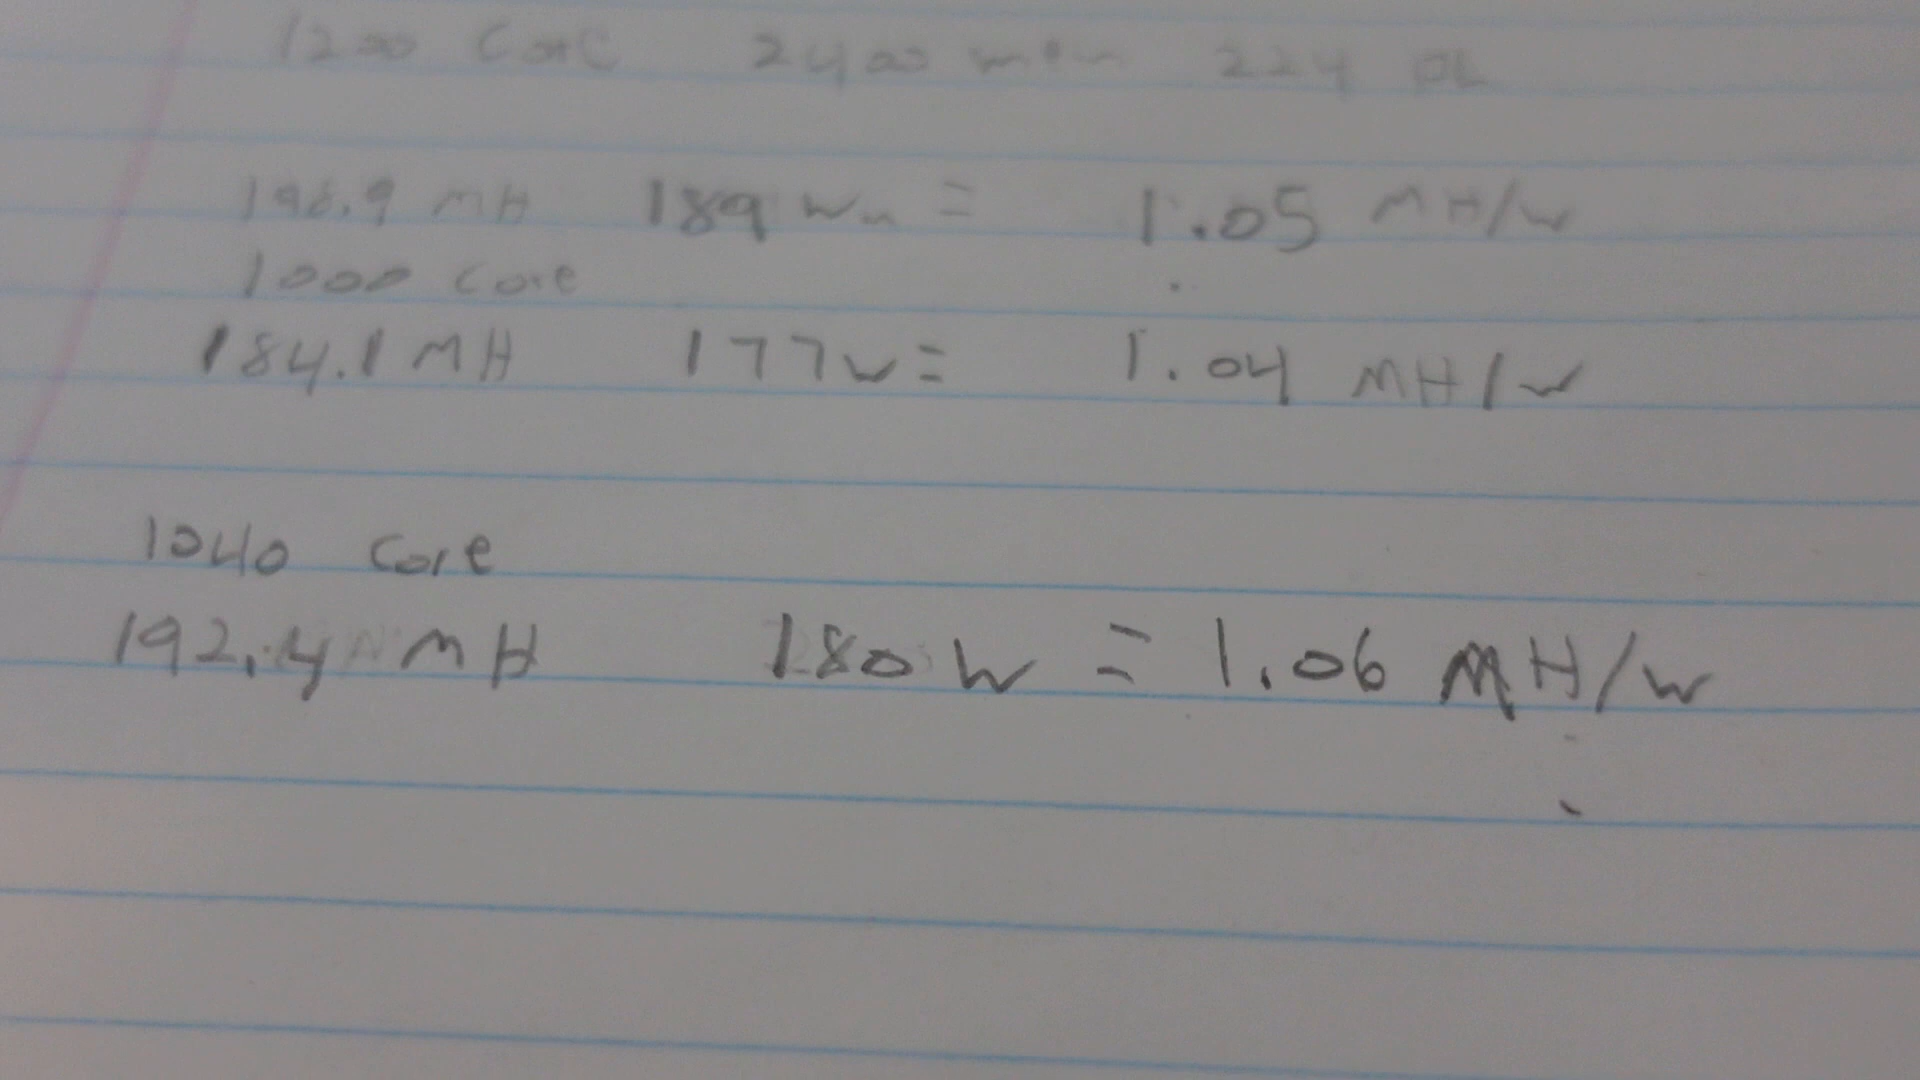 1200 Core 2400 mem 224 PL
198.9 MH 189 w = 1.05 MH/w
1000 Core
184.1 MH 177w = 1.04 MH/w
1040 Core
192.4 MH 180 W = 1.06 MH/w